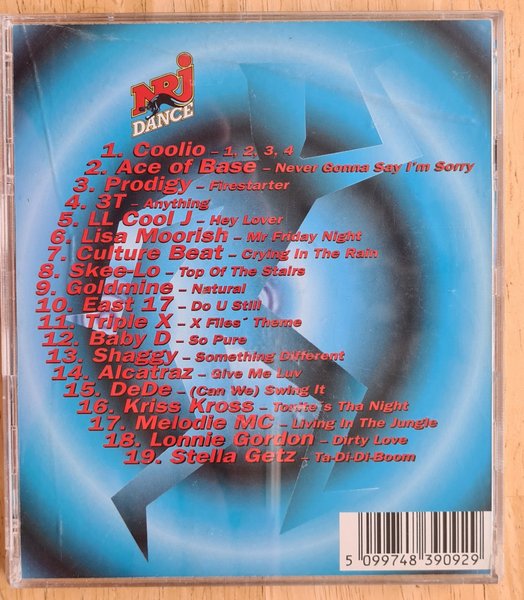 NRJ
DANCE
1. Coolio – 1, 2, 3, 4
2. Ace of Base – Never Gonna Say I'm Sorry
3. Prodigy – Firestarter
4. 3T – Anything
5. LL Cool J – Hey Lover
6. Lisa Moorish – Mr Friday Night
7. Culture Beat – Crying In The Rain
8. Skee-Lo – Top Of The Stairs
9. Goldmine – Natural
10. East 17 – Do U Still
11. Triple X – X Files´ Theme
12. Baby D – So Pure
13. Shaggy – Something Different
14. Alcatraz – Give Me Luv
15. DeDe – (Can We) Swing It
16. Kriss Kross – Tonite´s Tha Night
17. Melodie MC – Living In The Jungle
18. Lonnie Gordon – Dirty Love
19. Stella Getz – Ta-Di-Di-Boom
5 099748 390929